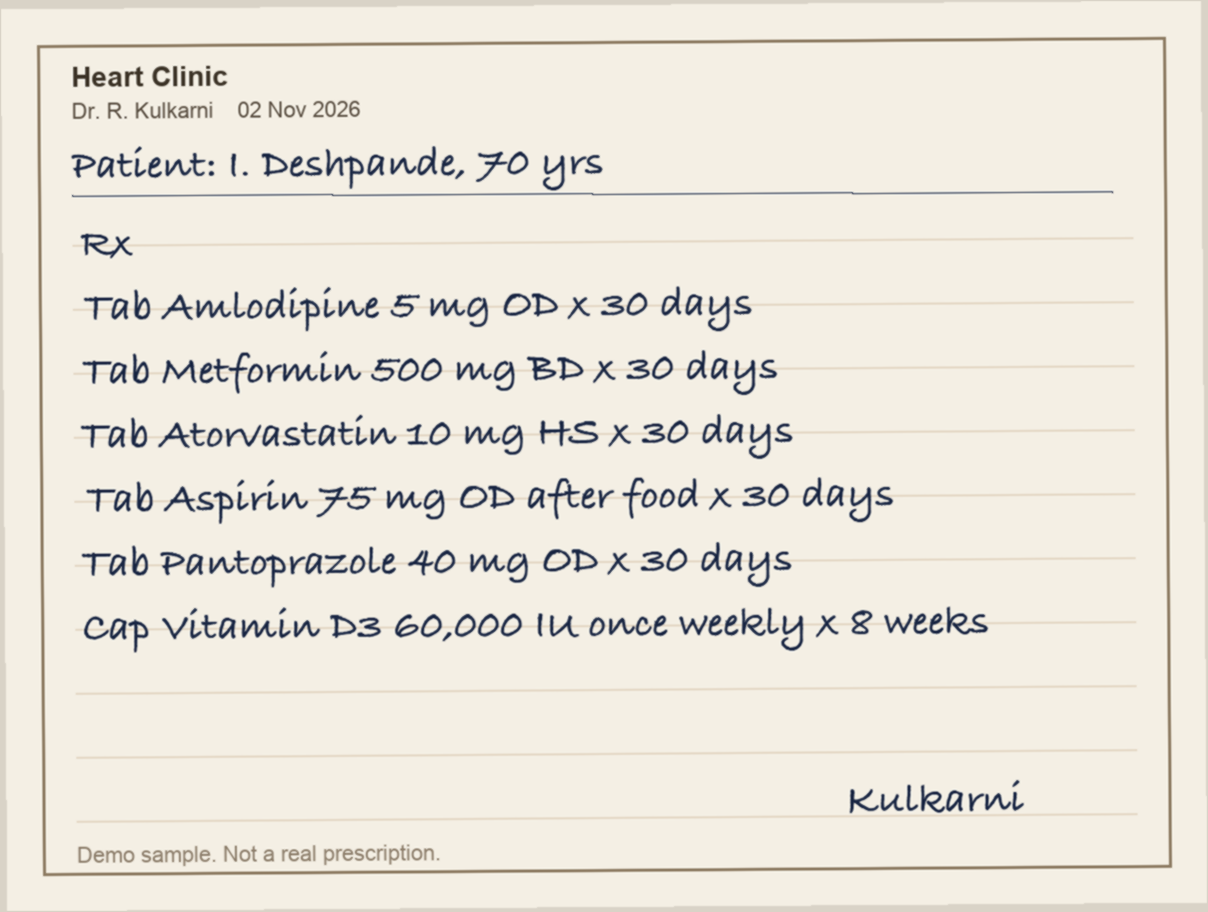 Heart Clinic
Dr. R. Kulkarni 02 Nov 2026
Patient: I. Deshpande, 70 yrs
Rx
Tab Amlodipine 5 mg OD x 30 days
Tab Metformin 500 mg BD x 30 days
Tab Atorvastatin 10 mg HS x 30 days
Tab Aspirin 75 mg OD after food x 30 days
Tab Pantoprazole 40 mg OD x 30 days
Cap Vitamin D3 60,000 IU once weekly x 8 weeks
Kulkarni
Demo sample. Not a real prescription.